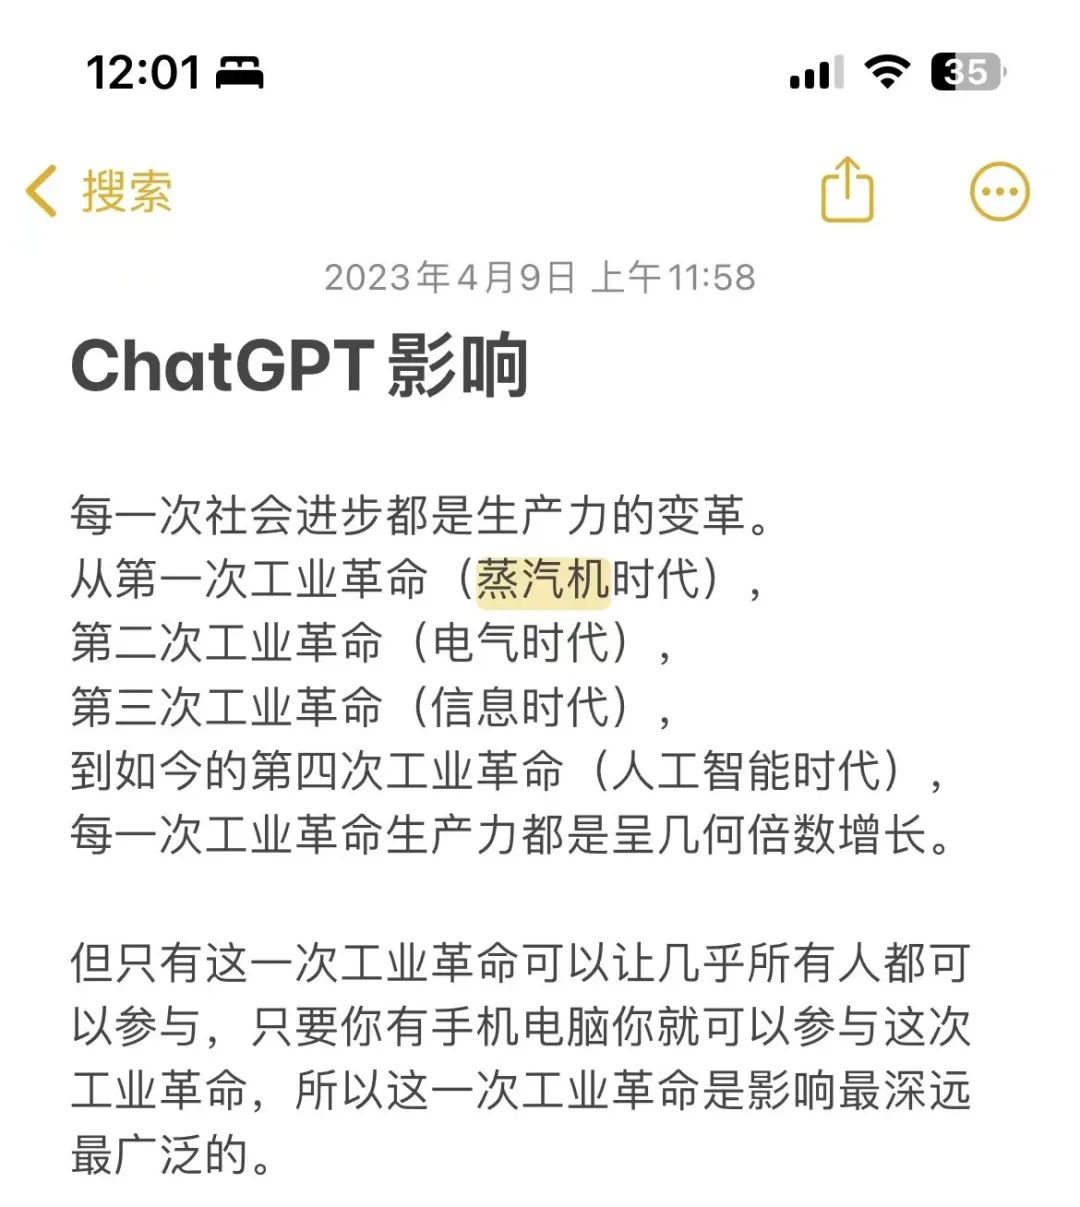 12:01
35
搜索
2023年4月9日 上午11:58
ChatGPT影响
每一次社会进步都是生产力的变革。
从第一次工业革命（蒸汽机时代），
第二次工业革命（电气时代），
第三次工业革命（信息时代），
到如今的第四次工业革命（人工智能时代），
每一次工业革命生产力都是呈几何倍数增长。
但只有这一次工业革命可以让几乎所有人都可
以参与，只要你有手机电脑你就可以参与这次
工业革命，所以这一次工业革命是影响最深远
最广泛的。